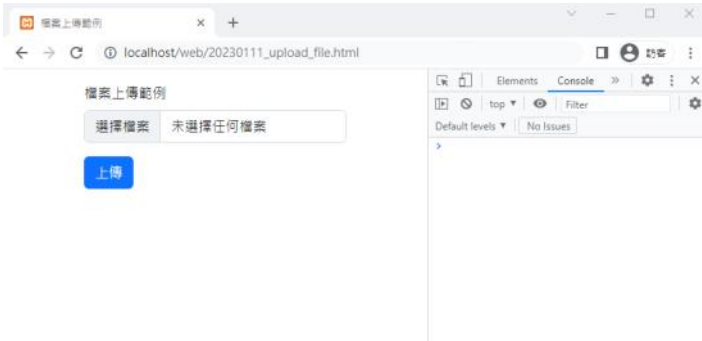 檔案上傳範例
localhost/web/20230111_upload_file.html
訪客
檔案上傳範例
選擇檔案 未選擇任何檔案
上傳
Elements Console
top Filter
Default levels No Issues